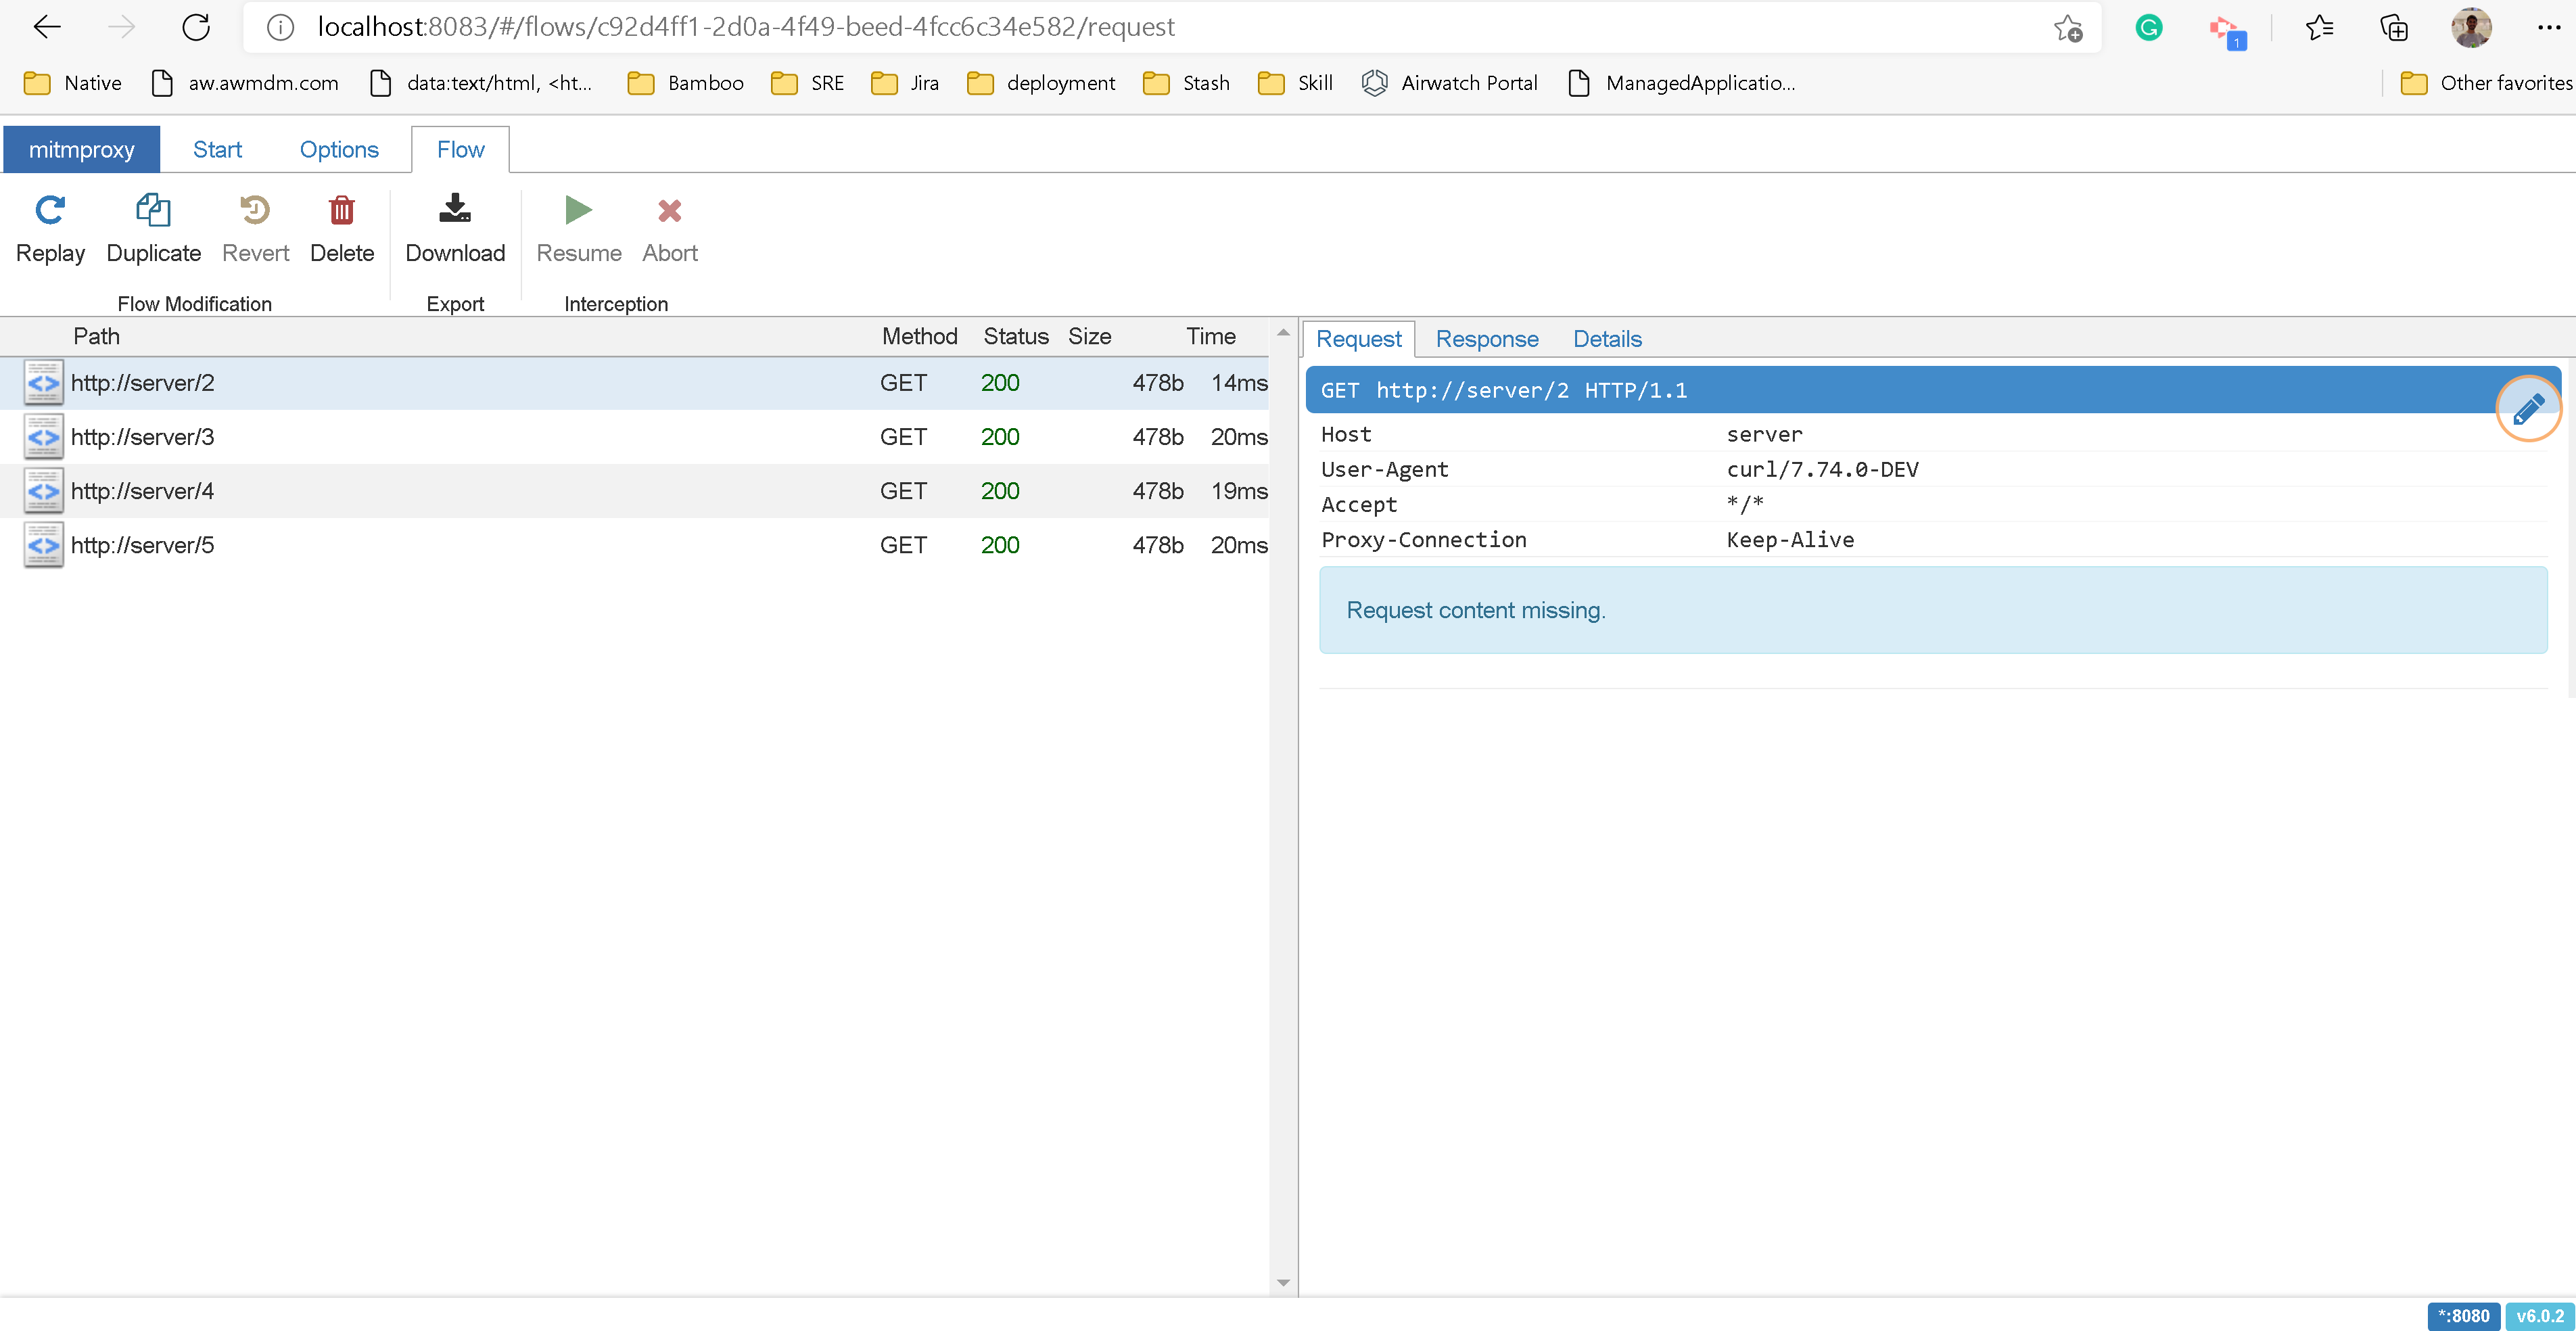 localhost:8083/#/flows/c92d4ff1-2d0a-4f49-beed-4fcc6c34e582/request
G
1
Native aw.awmdm.com data:text/html, <ht... Bamboo SRE Jira deployment Stash Skill Airwatch Portal ManagedApplicatio... Other favorites
mitmproxy Start Options Flow
Replay Duplicate Revert Delete Download Resume Abort
Flow Modification Export Interception
Path Method Status Size Time
http://server/2 GET 200 478b 14ms
http://server/3 GET 200 478b 20ms
http://server/4 GET 200 478b 19ms
http://server/5 GET 200 478b 20ms
Request Response Details
GET http://server/2 HTTP/1.1
Host server
User-Agent curl/7.74.0-DEV
Accept */*
Proxy-Connection Keep-Alive
Request content missing.
*:8080 v6.0.2